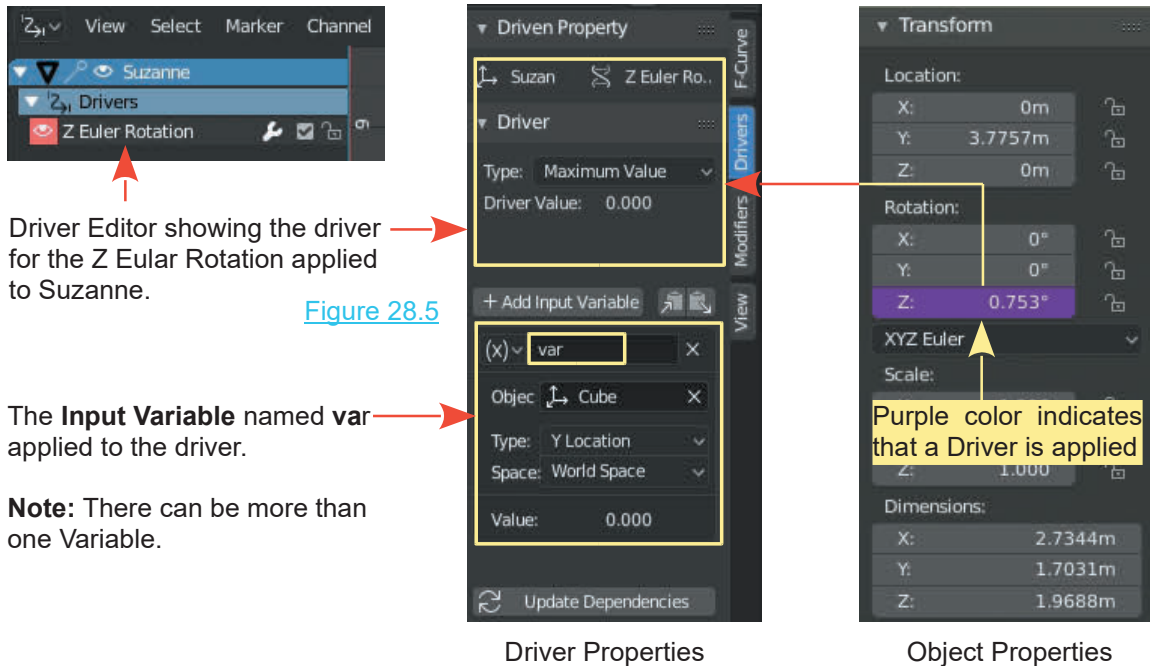 View Select Marker Channel
Suzanne
Drivers
Z Euler Rotation
6
Driver Editor showing the driver
for the Z Eular Rotation applied
to Suzanne.
Figure 28.5
The Input Variable named var
applied to the driver.
Note: There can be more than
one Variable.
Driven Property
Suzan Z Euler Ro..
Driver
Type: Maximum Value
Driver Value: 0.000
+ Add Input Variable
(x) var
Objec Cube
Type: Y Location
Space: World Space
Value: 0.000
Update Dependencies
F-Curve
Drivers
Modifiers
View
Driver Properties
Transform
Location:
X: 0m
Y: 3.7757m
Z: 0m
Rotation:
X: 0°
Y: 0°
Z: 0.753°
XYZ Euler
Scale:
Purple color indicates
that a Driver is applied
Z: 1.000
Dimensions:
X: 2.7344m
Y: 1.7031m
Z: 1.9688m
Object Properties